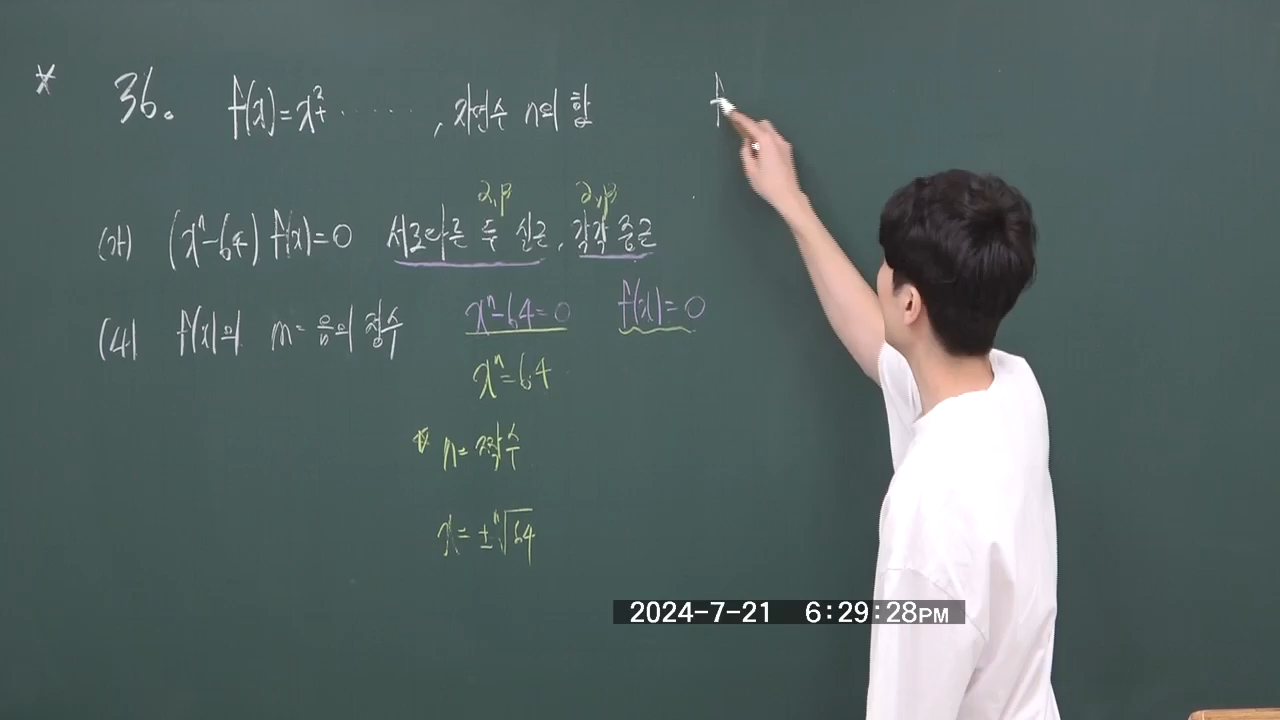 * 36. f(x)=x²+ ········ , 자연수 n의 합 f
α, β α, β
(가) (xⁿ-64) f(x)=0 서로다른 두 실근, 각각 중근
xⁿ-64=0 f(x)=0
(나) f(x)의 m= 음의 정수
xⁿ=64
* n= 짝수
x= ±ⁿ√64
2024-7-21 6:29:28PM